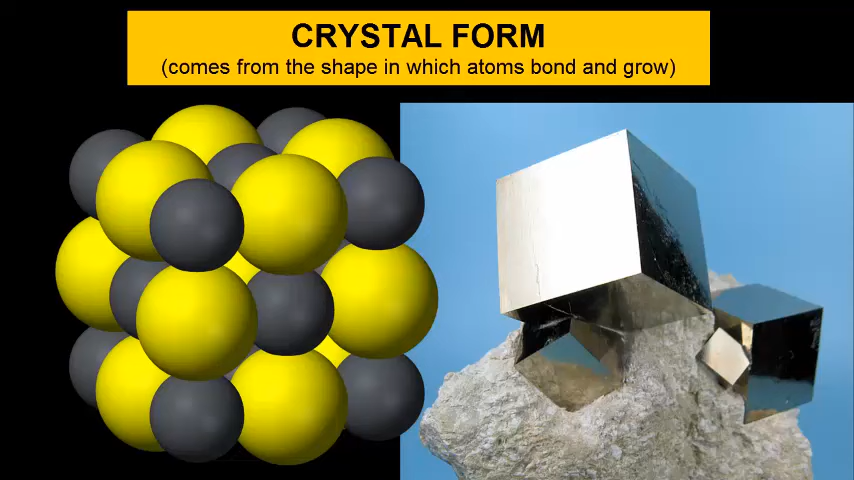 CRYSTAL FORM
(comes from the shape in which atoms bond and grow)